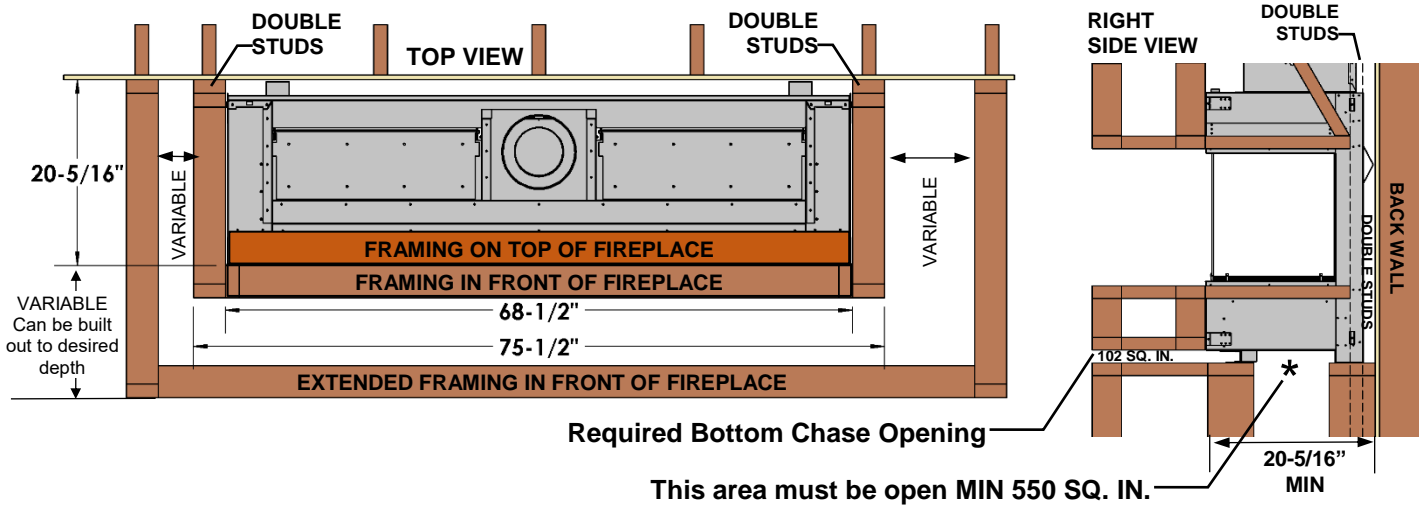 DOUBLE
STUDS
TOP VIEW
DOUBLE
STUDS
20-5/16"
VARIABLE
VARIABLE
FRAMING ON TOP OF FIREPLACE
FRAMING IN FRONT OF FIREPLACE
68-1/2"
75-1/2"
VARIABLE
Can be built
out to desired
depth
EXTENDED FRAMING IN FRONT OF FIREPLACE
RIGHT
SIDE VIEW
DOUBLE
STUDS
BACK WALL
DOUBLE STUDS
102 SQ. IN.
*
Required Bottom Chase Opening
20-5/16”
MIN
This area must be open MIN 550 SQ. IN.